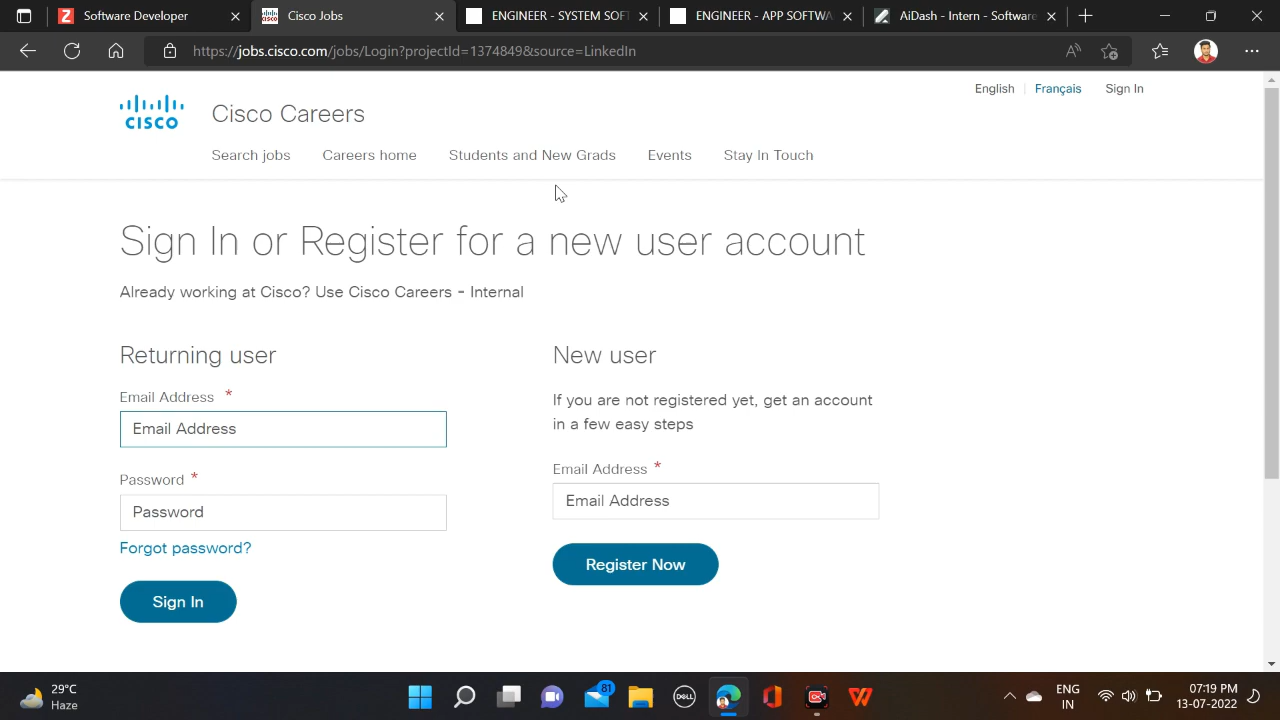 Software Developer
Cisco Jobs
ENGINEER - SYSTEM SOFT
ENGINEER - APP SOFTWA
AiDash - Intern - Software
https://jobs.cisco.com/jobs/Login?projectId=1374849&source=LinkedIn
English
Français
Sign In
CISCO
Cisco Careers
Search jobs
Careers home
Students and New Grads
Events
Stay In Touch
Sign In or Register for a new user account
Already working at Cisco? Use Cisco Careers - Internal
Returning user
Email Address *
Email Address
Password *
Password
Forgot password?
Sign In
New user
If you are not registered yet, get an account
in a few easy steps
Email Address *
Email Address
Register Now
29°C
Haze
81
DELL
ENG
IN
07:19 PM
13-07-2022